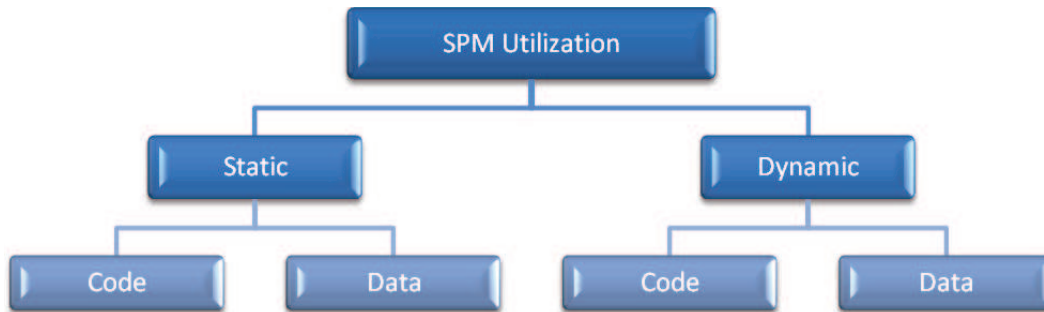 SPM Utilization
Static
Dynamic
Code
Data
Code
Data